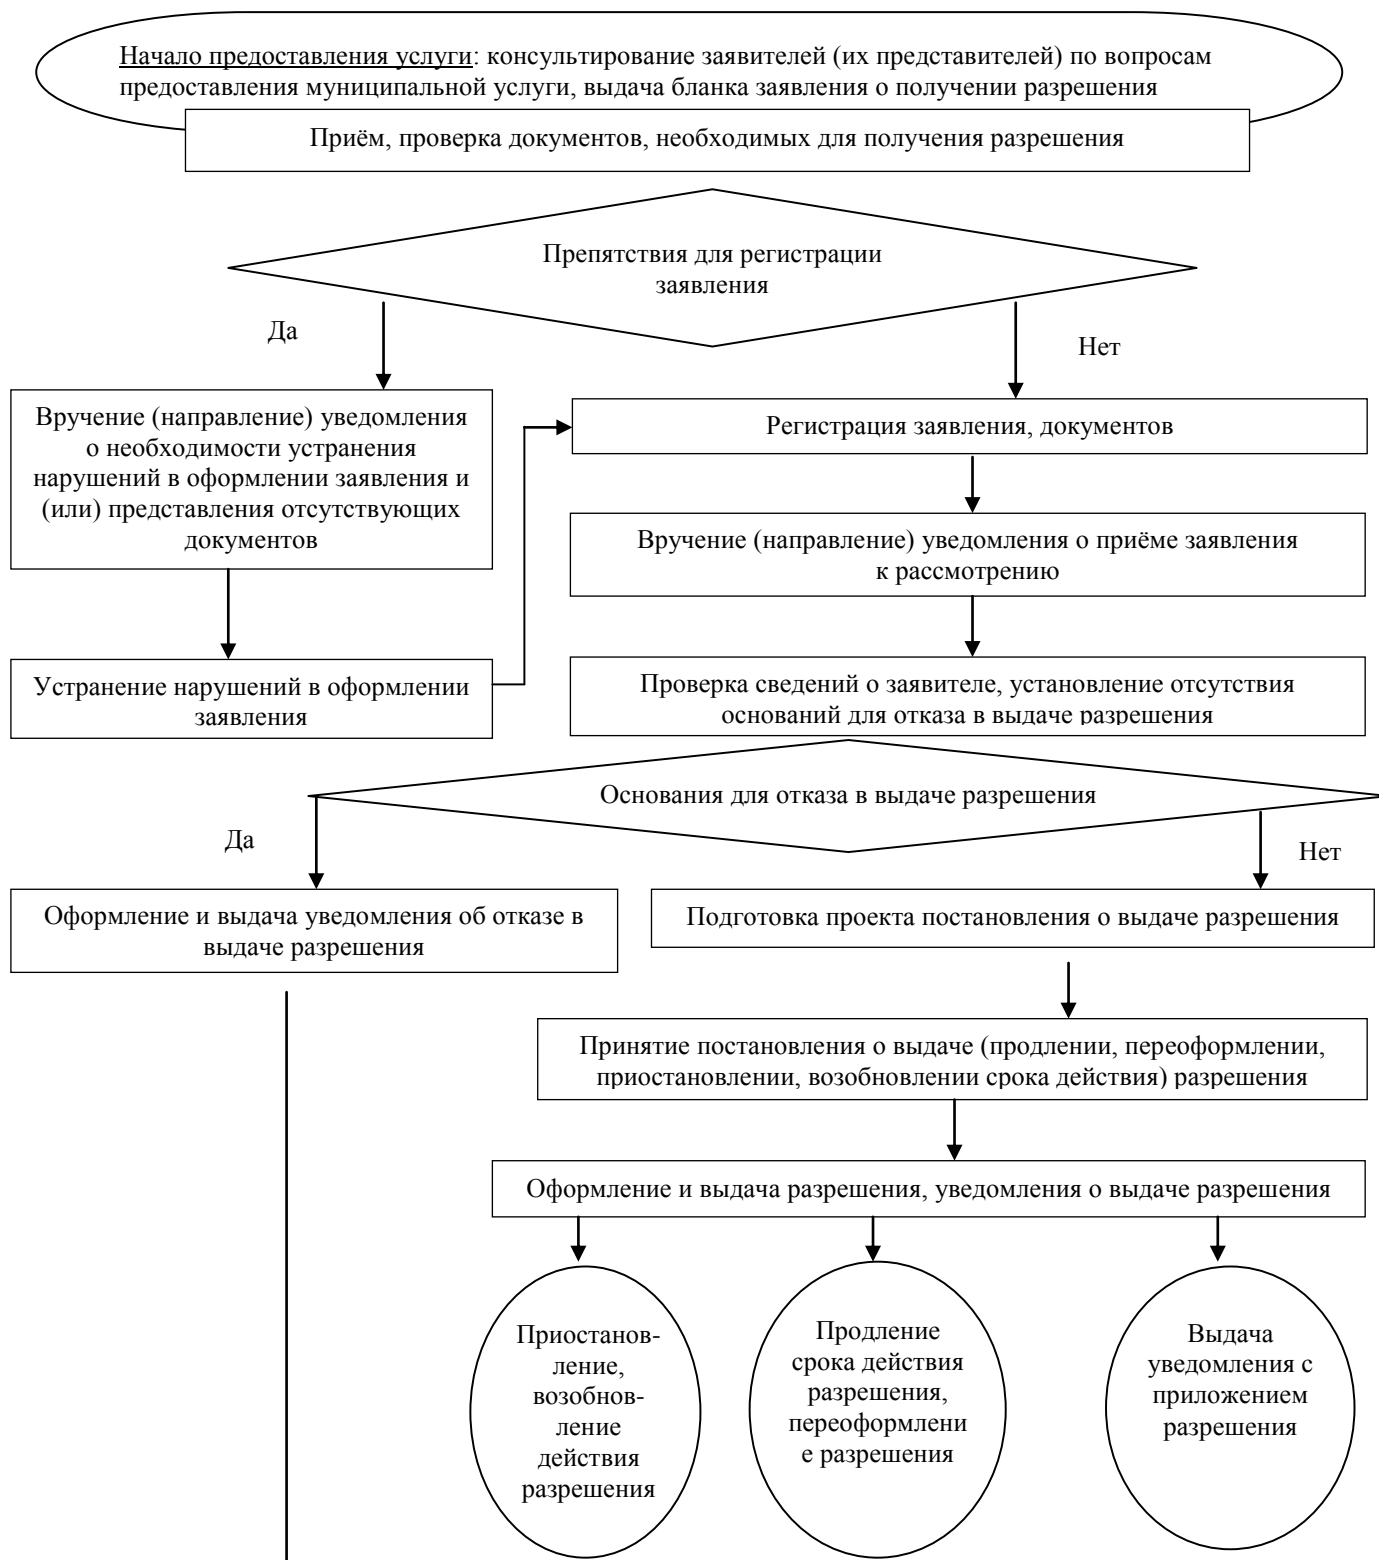 Начало предоставления услуги: консультирование заявителей (их представителей) по вопросам
предоставления муниципальной услуги, выдача бланка заявления о получении разрешения
Приём, проверка документов, необходимых для получения разрешения
Препятствия для регистрации
заявления
Да
Нет
Вручение (направление) уведомления
о необходимости устранения
нарушений в оформлении заявления и
(или) представления отсутствующих
документов
Регистрация заявления, документов
Вручение (направление) уведомления о приёме заявления
к рассмотрению
Устранение нарушений в оформлении
заявления
Проверка сведений о заявителе, установление отсутствия
оснований для отказа в выдаче разрешения
Основания для отказа в выдаче разрешения
Да
Нет
Оформление и выдача уведомления об отказе в
выдаче разрешения
Подготовка проекта постановления о выдаче разрешения
Принятие постановления о выдаче (продлении, переоформлении,
приостановлении, возобновлении срока действия) разрешения
Оформление и выдача разрешения, уведомления о выдаче разрешения
Приостанов-
ление,
возобнов-
ление
действия
разрешения
Продление
срока действия
разрешения,
переоформлени
е разрешения
Выдача
уведомления с
приложением
разрешения